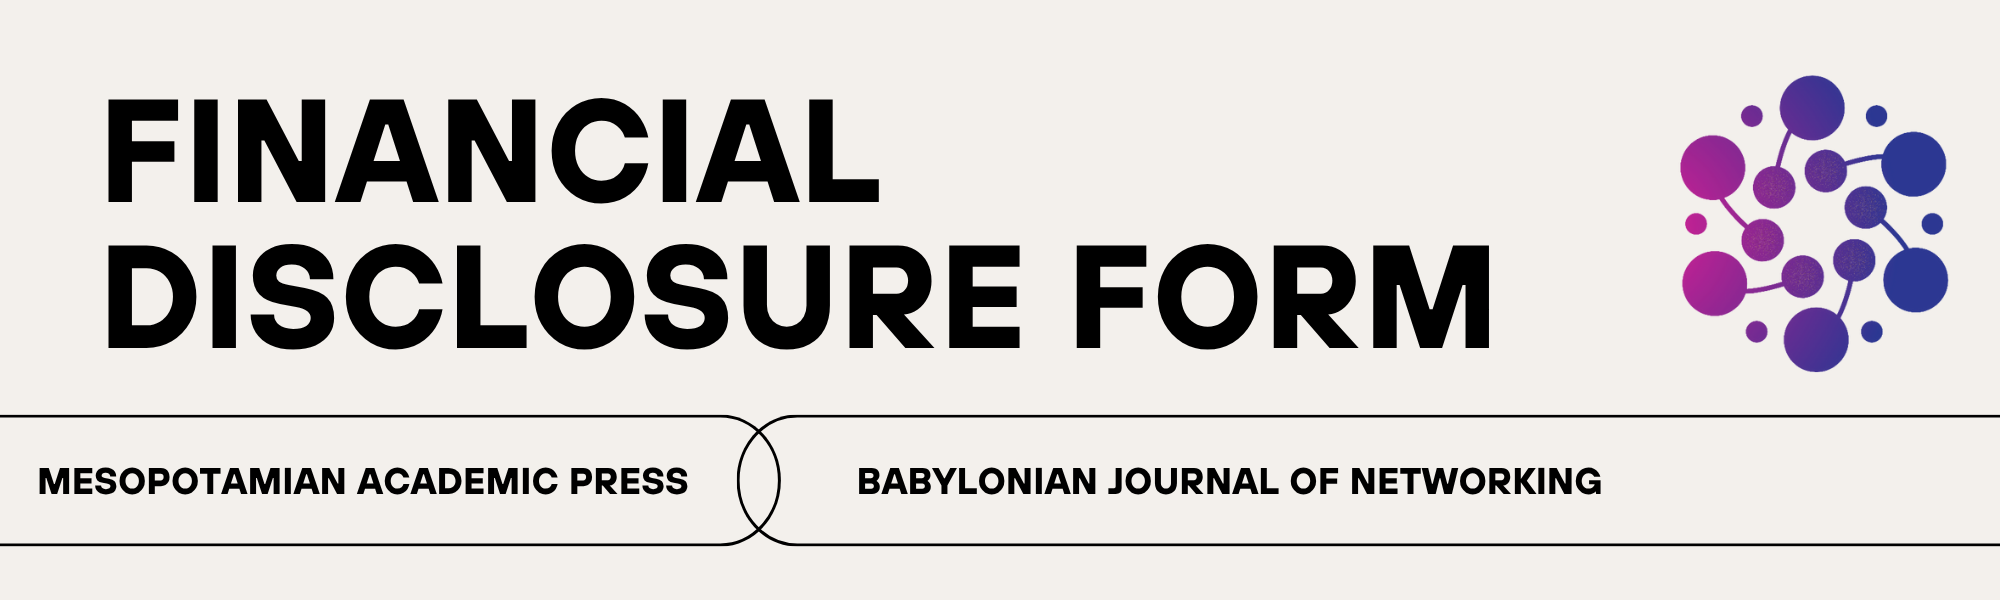 FINANCIAL
DISCLOSURE FORM
MESOPOTAMIAN ACADEMIC PRESS
BABYLONIAN JOURNAL OF NETWORKING